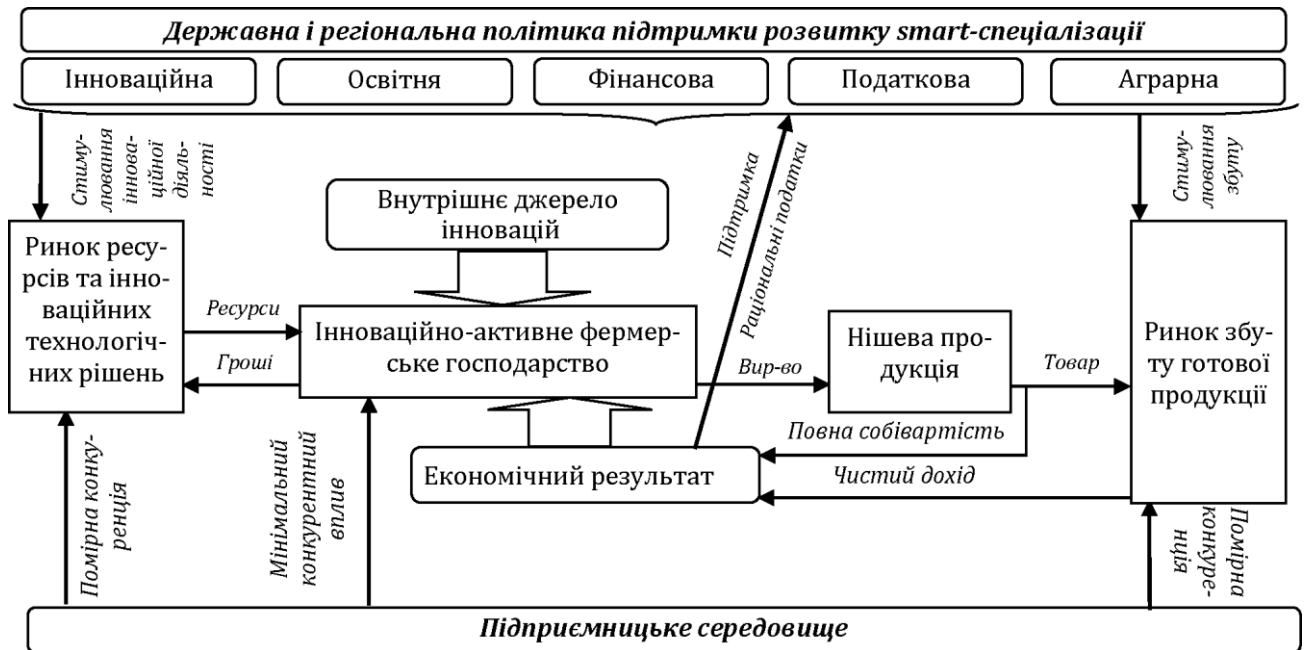 Державна і регіональна політика підтримки розвитку smart-спеціалізації
Інноваційна
Освітня
Фінансова
Податкова
Аграрна
Стиму-
лювання
іннова-
ційної
діяль-
ності
Підтримка
Раціональні податки
Стиму-
лювання
збуту
Внутрішнє джерело
інновацій
Ринок ресу-
рсів та інно-
ваційних
технологіч-
них рішень
Ресурси
Гроші
Інноваційно-активне фермер-
ське господарство
Вир-во
Нішева про-
дукція
Товар
Ринок збу-
ту готової
продукції
Повна собівартість
Економічний результат
Чистий дохід
Помірна конку-
ренція
Мінімальний
конкурентний
вплив
Помірна
конкуре-
нція
Підприємницьке середовище